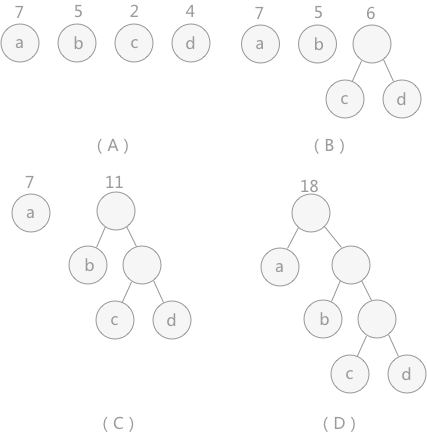 7 5 2 4
a b c d
7 5 6
a b
c d
( A )
( B )
7 11
a
b
c d
18
a
b
c d
( C )
( D )